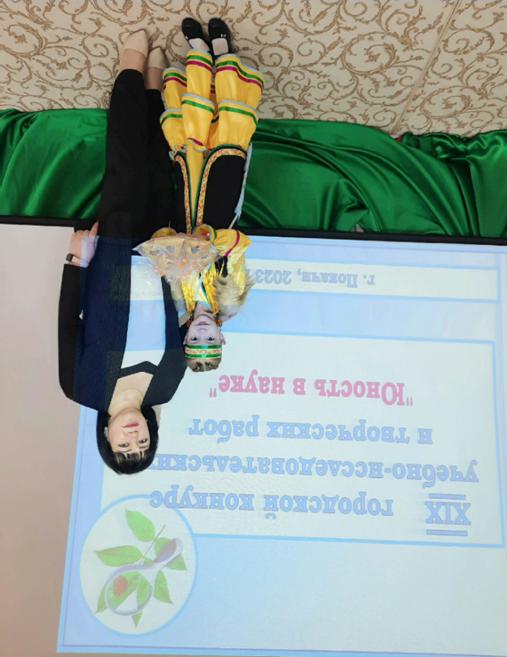 XIX городской конкурс
учебно-исследовательских
и творческих работ
"Юность в науке"
г. Покачи, 2023